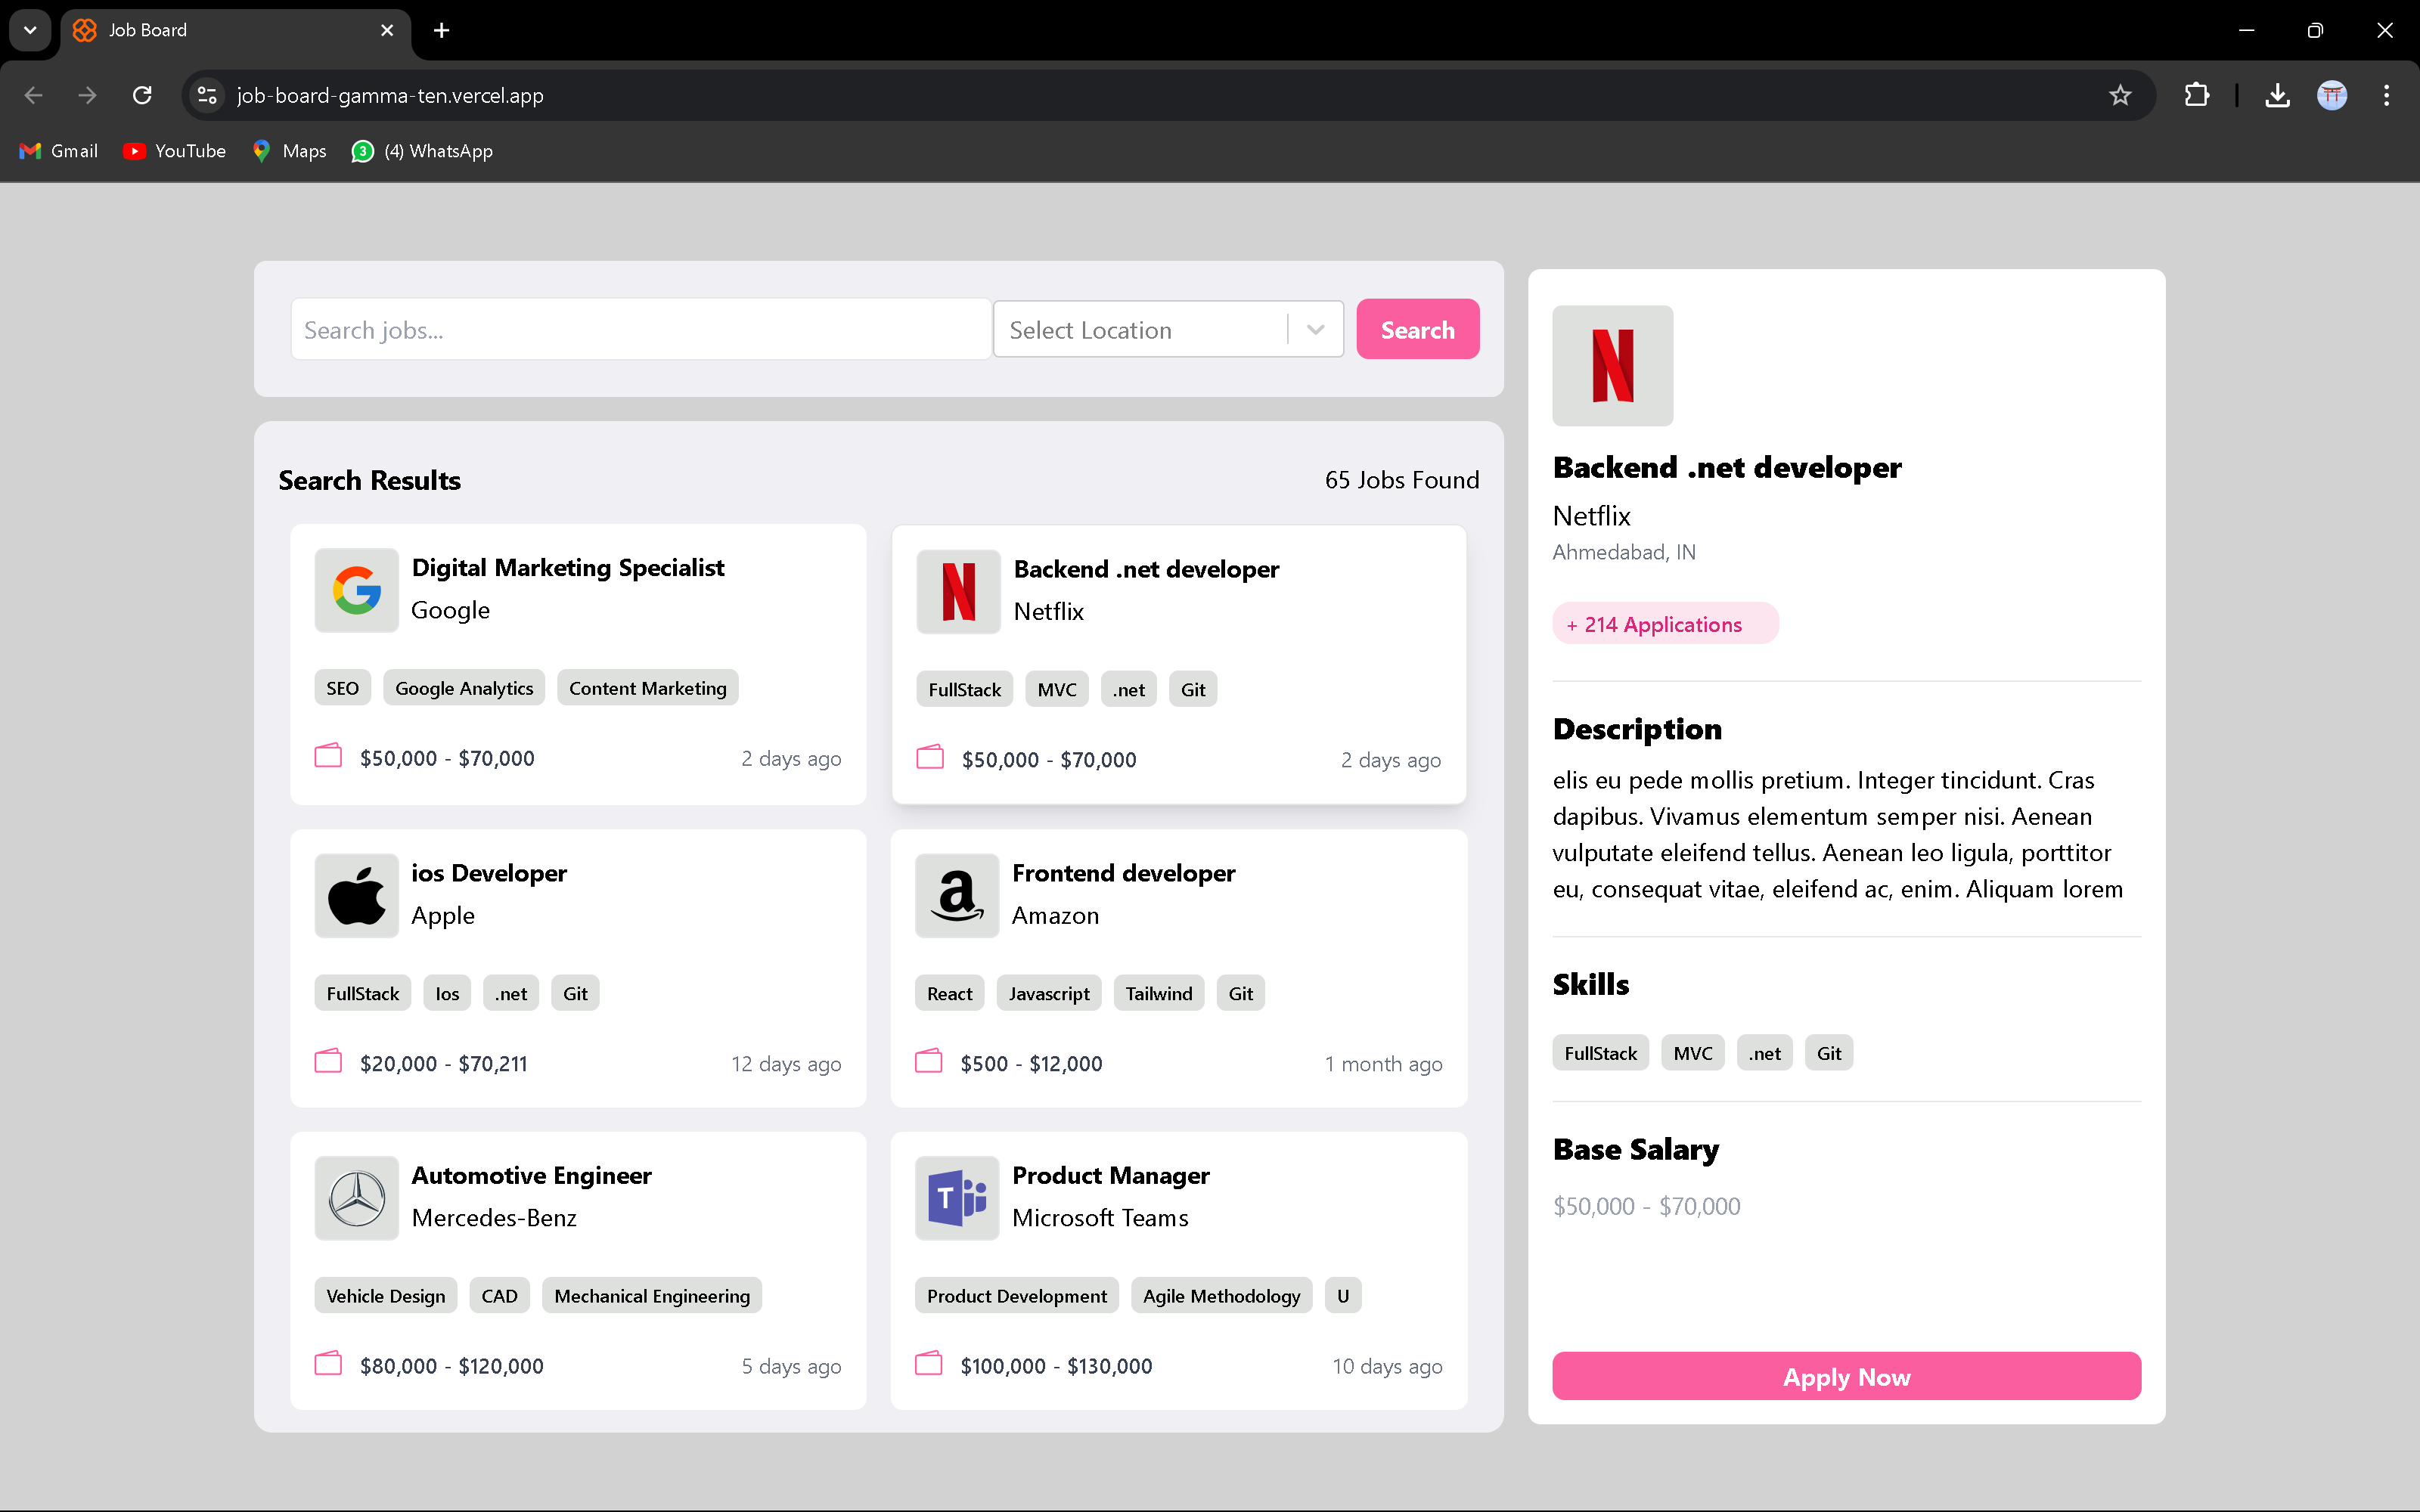 Job Board
job-board-gamma-ten.vercel.app
Gmail
YouTube
Maps
3
(4) WhatsApp
Search jobs...
Select Location
Search
Search Results
65 Jobs Found
Digital Marketing Specialist
Google
SEO
Google Analytics
Content Marketing
$50,000 - $70,000
2 days ago
Backend .net developer
Netflix
FullStack
MVC
.net
Git
$50,000 - $70,000
2 days ago
ios Developer
Apple
FullStack
Ios
.net
Git
$20,000 - $70,211
12 days ago
Frontend developer
Amazon
React
Javascript
Tailwind
Git
$500 - $12,000
1 month ago
Automotive Engineer
Mercedes-Benz
Vehicle Design
CAD
Mechanical Engineering
$80,000 - $120,000
5 days ago
T
Product Manager
Microsoft Teams
Product Development
Agile Methodology
U
$100,000 - $130,000
10 days ago
Backend .net developer
Netflix
Ahmedabad, IN
+ 214 Applications
Description
elis eu pede mollis pretium. Integer tincidunt. Cras
dapibus. Vivamus elementum semper nisi. Aenean
vulputate eleifend tellus. Aenean leo ligula, porttitor
eu, consequat vitae, eleifend ac, enim. Aliquam lorem
Skills
FullStack
MVC
.net
Git
Base Salary
$50,000 - $70,000
Apply Now